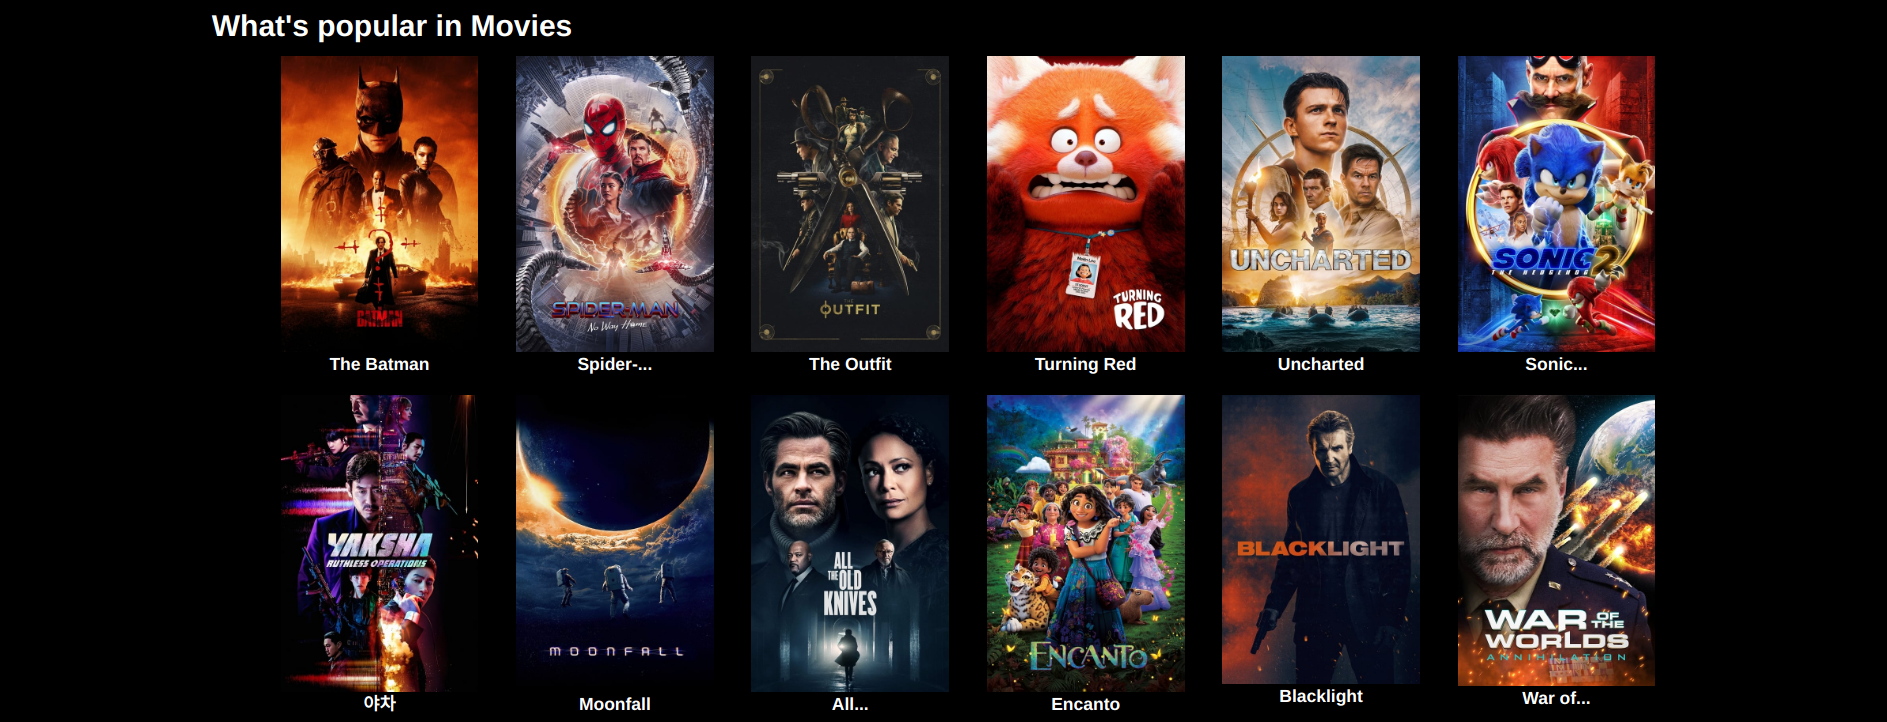 What's popular in Movies
THE
BATMAN
SPIDER-MAN
No Way Home
THE
OUTFIT
TURNING
RED
UNCHARTED
SONIC 2
THE HEDGEHOG
The Batman
Spider-...
The Outfit
Turning Red
Uncharted
Sonic...
YAKSHA
RUTHLESS OPERATIONS
MOONFALL
ALL
THE OLD
KNIVES
ENCANTO
BLACKLIGHT
WAR OF
THE
WORLDS
ANNIHILATION
야차
Moonfall
All...
Encanto
Blacklight
War of...